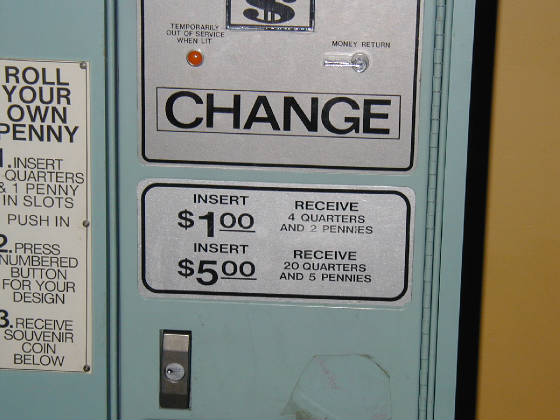 $
TEMPORARILY
OUT OF SERVICE
WHEN LIT
MONEY RETURN
CHANGE
ROLL
YOUR
OWN
PENNY
1. INSERT
QUARTERS
& 1 PENNY
IN SLOTS
PUSH IN
2. PRESS
NUMBERED
BUTTON
FOR YOUR
DESIGN
3. RECEIVE
SOUVENIR
COIN
BELOW
INSERT
$1.00
RECEIVE
4 QUARTERS
AND 2 PENNIES
INSERT
$5.00
RECEIVE
20 QUARTERS
AND 5 PENNIES